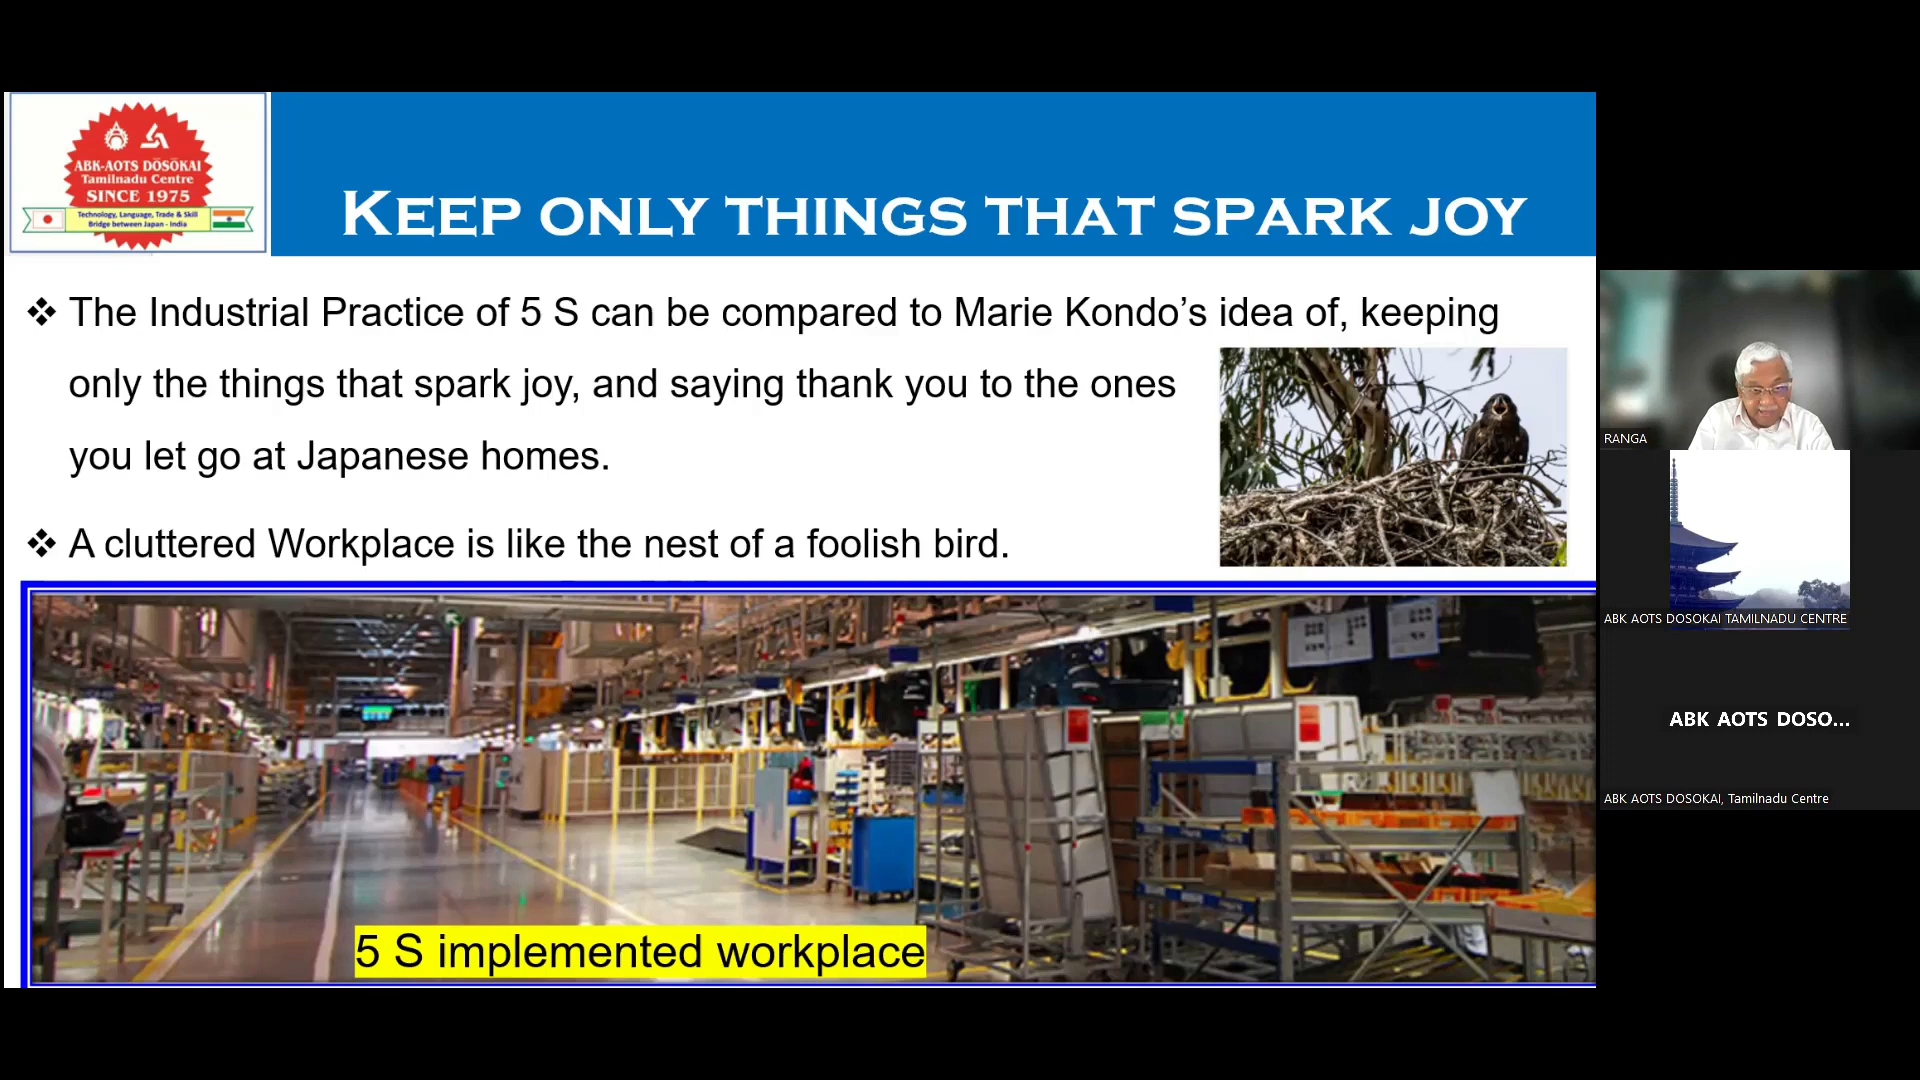 ABK-AOTS DŌSŌKAI
Tamilnadu Centre
SINCE 1975
Technology, Language, Trade & Skill
Bridge between Japan - India
KEEP ONLY THINGS THAT SPARK JOY
❖ The Industrial Practice of 5 S can be compared to Marie Kondo’s idea of, keeping
only the things that spark joy, and saying thank you to the ones
you let go at Japanese homes.
❖ A cluttered Workplace is like the nest of a foolish bird.
5 S implemented workplace
RANGA
ABK AOTS DOSOKAI TAMILNADU CENTRE
ABK AOTS DOSO...
ABK AOTS DOSOKAI, Tamilnadu Centre